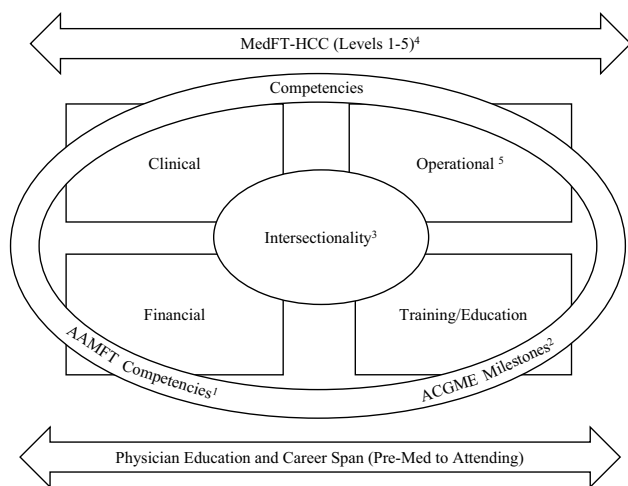 MedFT-HCC (Levels 1-5)⁴
Competencies
Clinical
Operational ⁵
Intersectionality³
Financial
Training/Education
AAMFT Competencies¹
ACGME Milestones²
Physician Education and Career Span (Pre-Med to Attending)